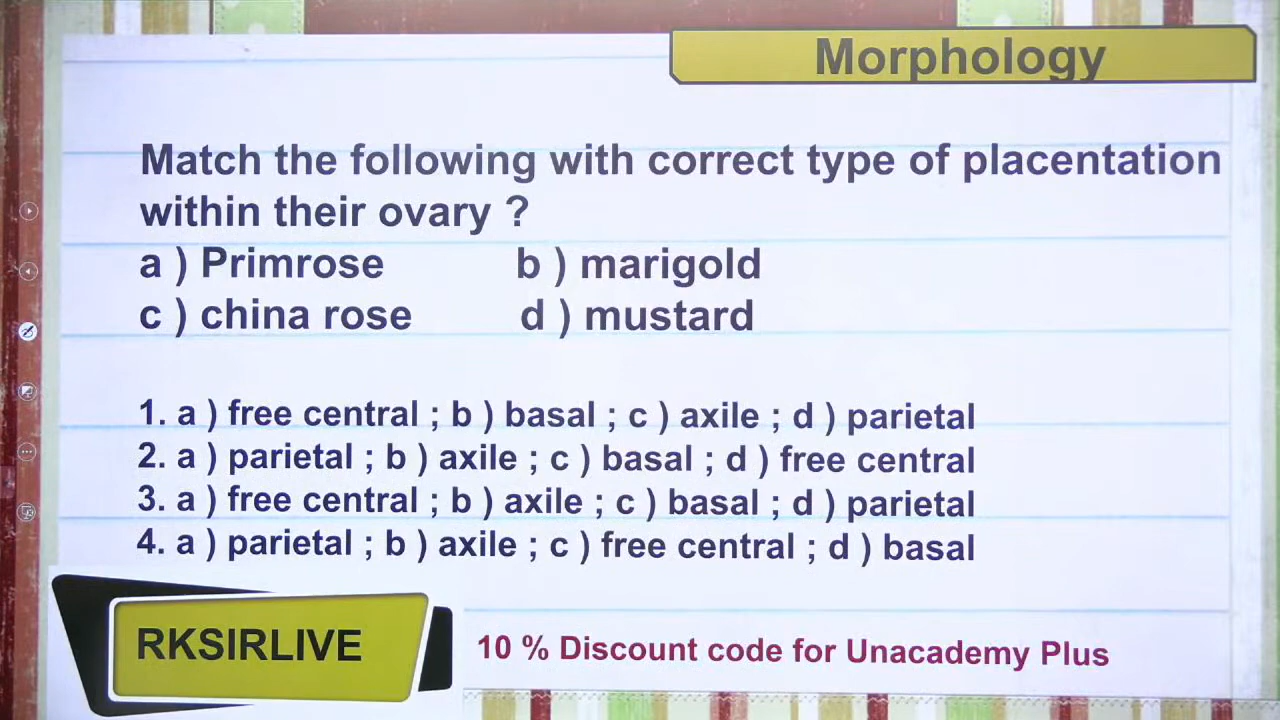 Morphology
Match the following with correct type of placentation
within their ovary ?
a ) Primrose b ) marigold
c ) china rose d ) mustard
1. a ) free central ; b ) basal ; c ) axile ; d ) parietal
2. a ) parietal ; b ) axile ; c ) basal ; d ) free central
3. a ) free central ; b ) axile ; c ) basal ; d ) parietal
4. a ) parietal ; b ) axile ; c ) free central ; d ) basal
RKSIRLIVE
10 % Discount code for Unacademy Plus